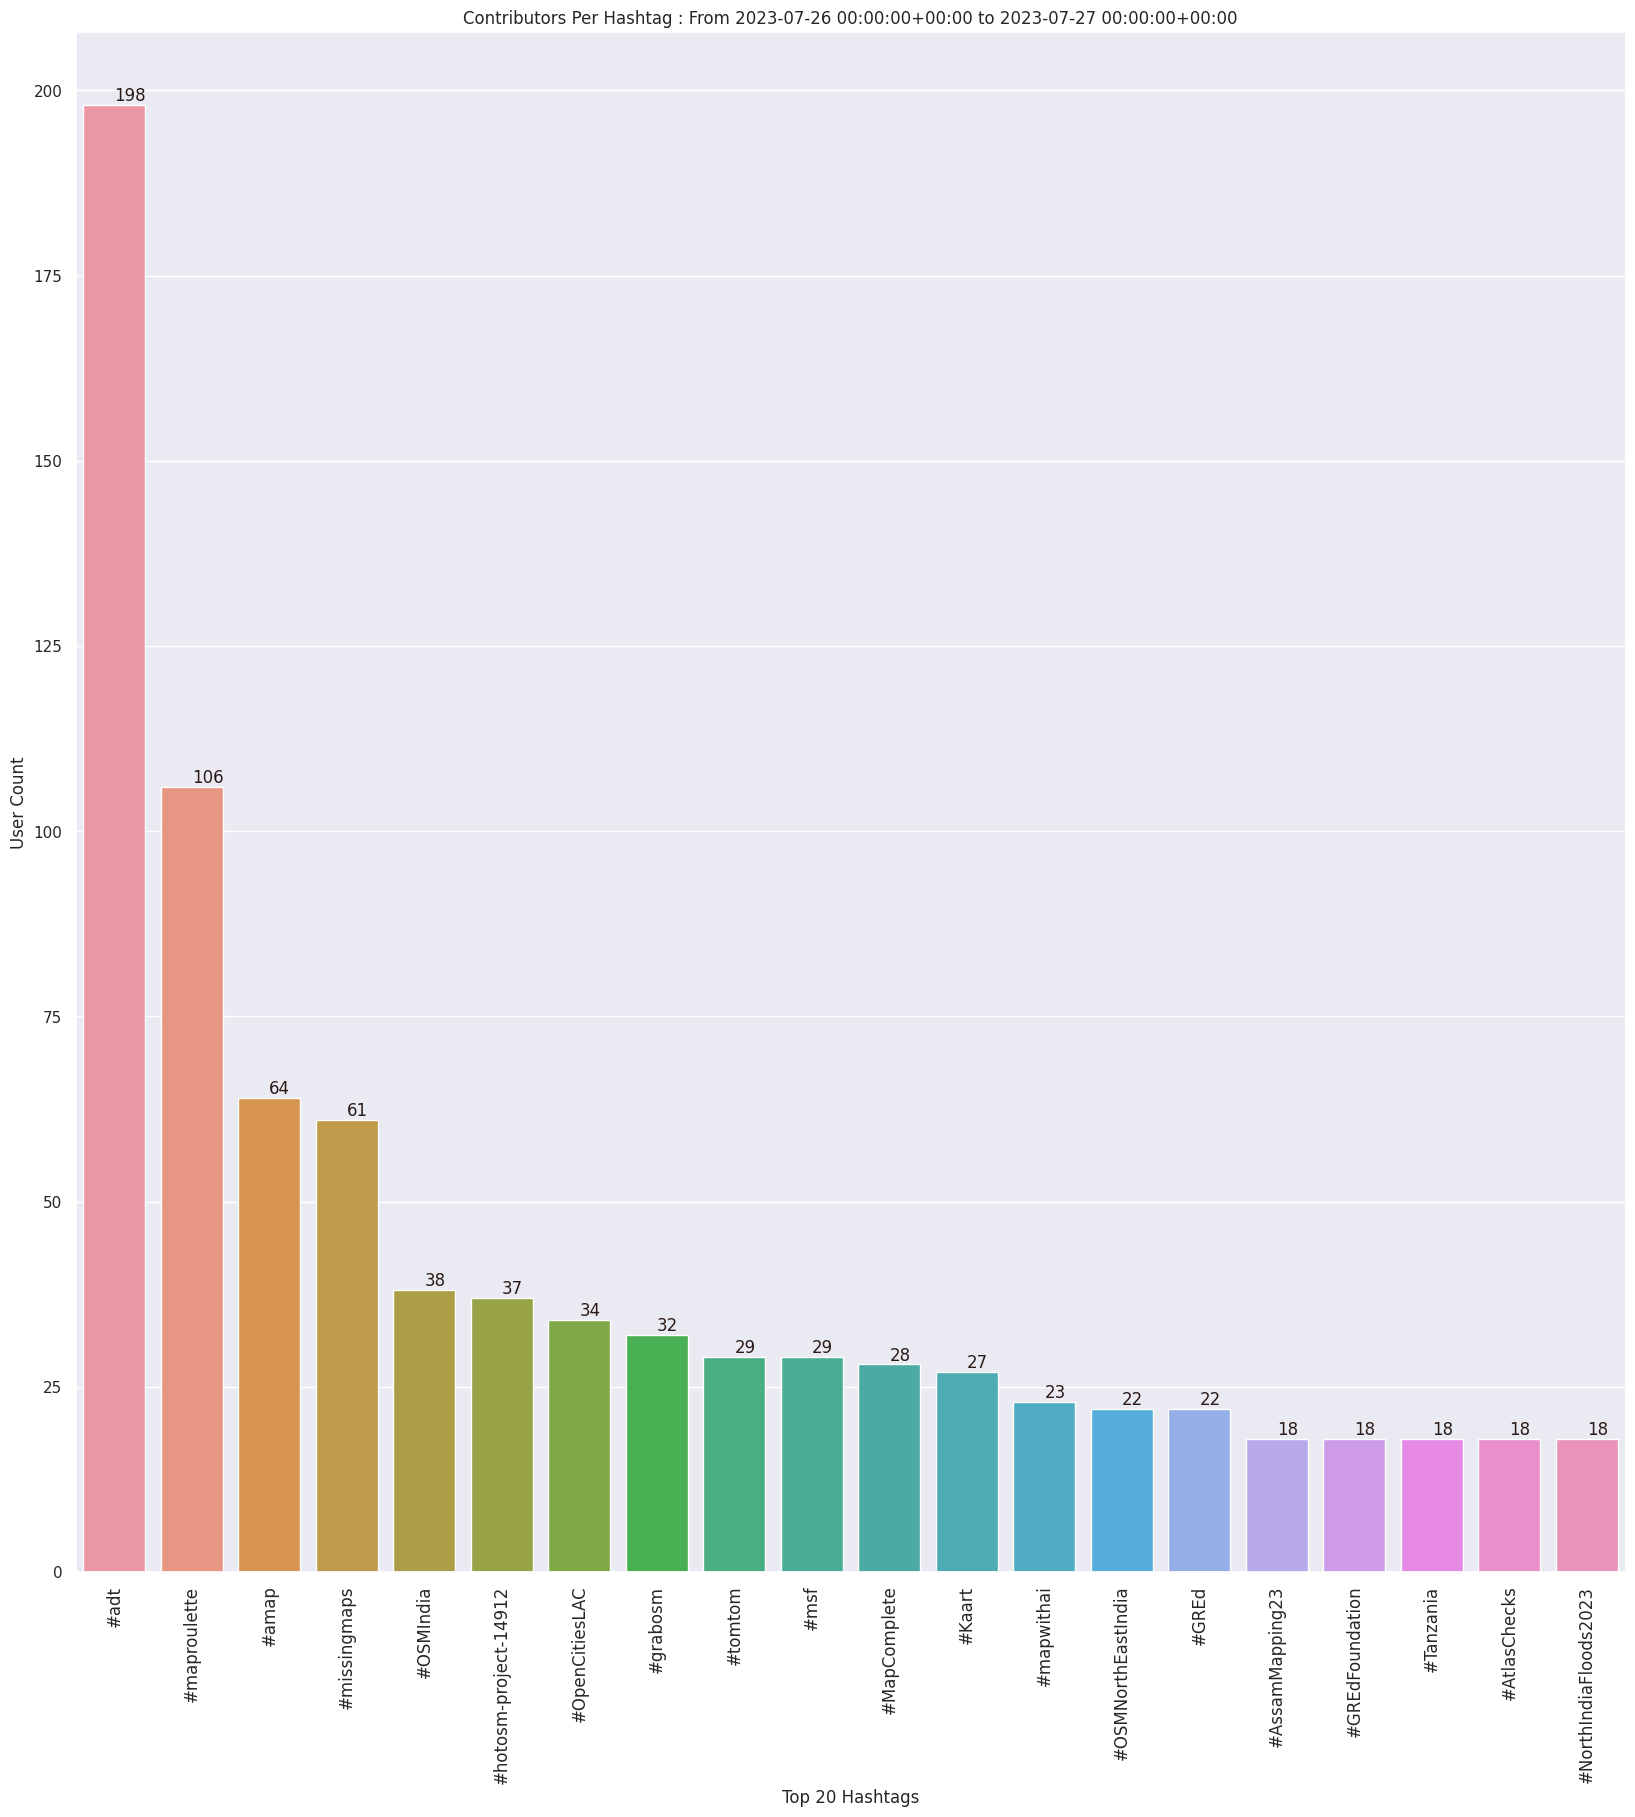 Contributors Per Hashtag : From 2023-07-26 00:00:00+00:00 to 2023-07-27 00:00:00+00:00
User Count
200
175
150
125
100
75
50
25
0
198
106
64
61
38
37
34
32
29
29
28
27
23
22
22
18
18
18
18
18
#adt
#maproulette
#amap
#missingmaps
#OSMIndia
#hotosm-project-14912
#OpenCitiesLAC
#grabosm
#tomtom
#msf
#MapComplete
#Kaart
#mapwithai
#OSMNorthEastIndia
#GREd
#AssamMapping23
#GREdFoundation
#Tanzania
#AtlasChecks
#NorthIndiaFloods2023
Top 20 Hashtags